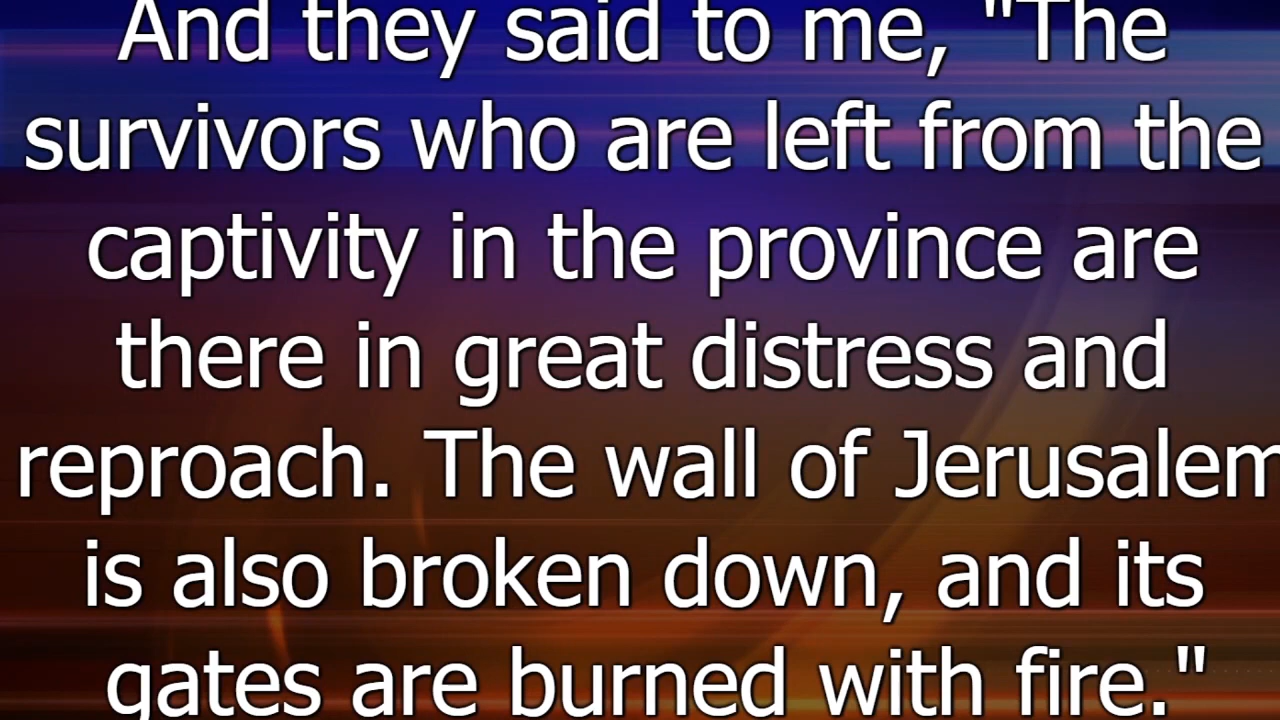 And they said to me, "The
survivors who are left from the
captivity in the province are
there in great distress and
reproach. The wall of Jerusalem
is also broken down, and its
gates are burned with fire."